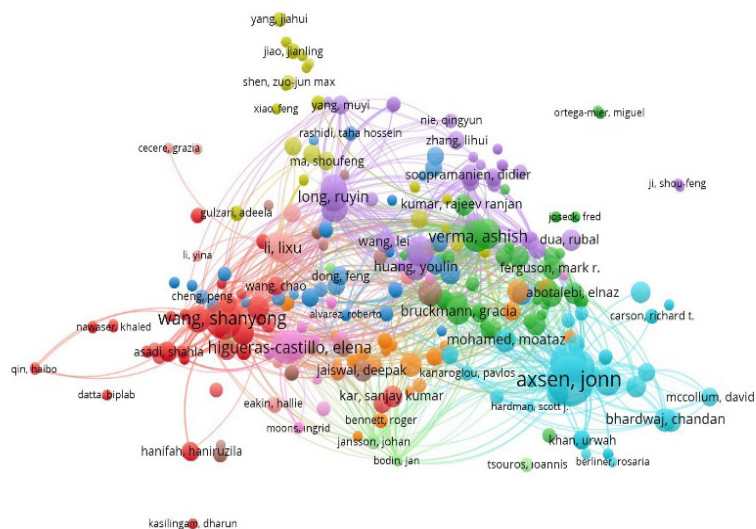 yang, jiahui
jiao, jianling
shen, zuo-jun max
xiao, feng
yang, muyi
ortega-mier, miguel
nie, qingyun
rashidi, taha hossein
zhang, lihui
cecere, grazia
ma, shoufeng
soopramanien, didier
ji, shou-feng
long, ruyin
kumar, rajeev ranjan
gulzari, adeela
joseck, fred
verma, ashish
dua, rubal
li, lixu
wang, lei
li, yina
huang, youlin
ferguson, mark r.
dong, feng
cheng, peng
wang, chao
abotalebi, elnaz
alvarez, roberto
bruckmann, gracia
carson, richard t.
wang, shanyong
nawaser, khaled
mohamed, moataz
asadi, shahla
higueras-castillo, elena
qin, haibo
jaiswal, deepak
kanaroglou, pavlos
axsen, jonn
datta, biplab
eakin, hallie
kar, sanjay kumar
hardman, scott j.
mccollum, david
bhardwaj, chandan
moons, ingrid
bennett, roger
hanifah, haniruzila
jansson, johan
khan, urwah
bodin, jan
tsouros, ioannis
berliner, rosaria
kasilingam, dharun